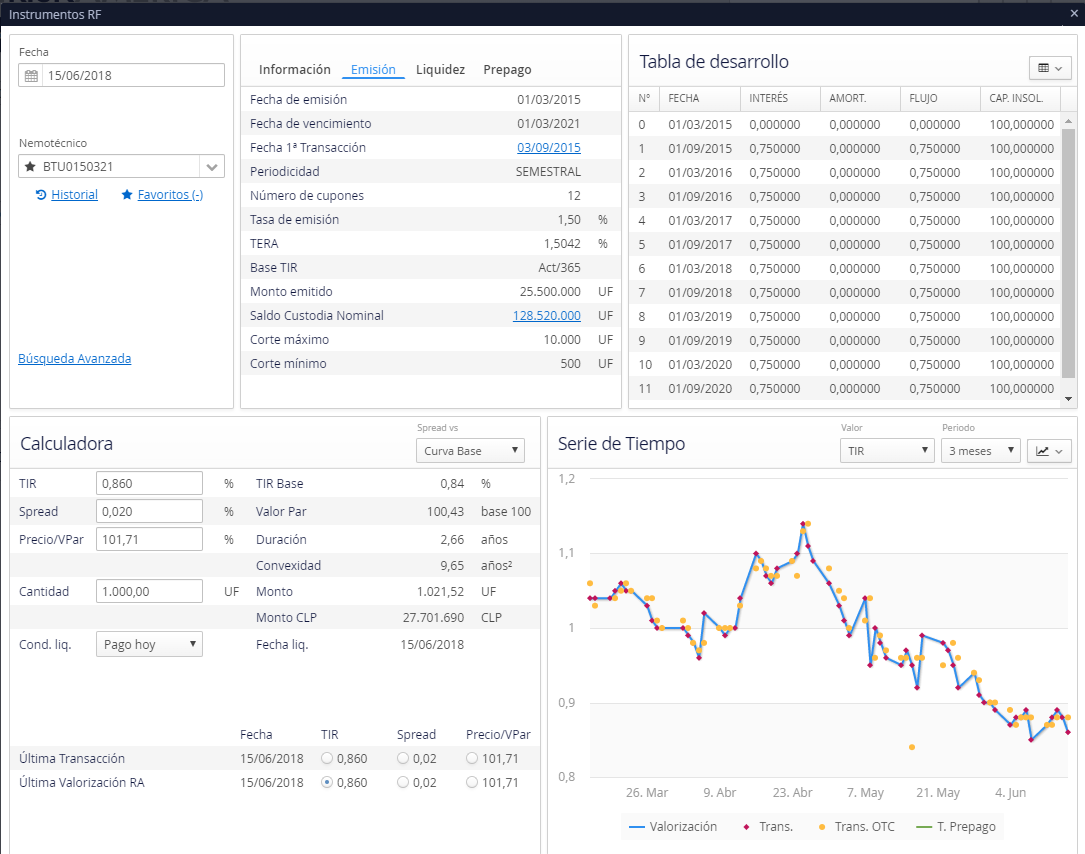 Instrumentos RF
Fecha
15/06/2018
Nemotécnico
BTU0150321
Historial Favoritos (-)
Búsqueda Avanzada
Información Emisión Liquidez Prepago
Fecha de emisión 01/03/2015
Fecha de vencimiento 01/03/2021
Fecha 1ª Transacción 03/09/2015
Periodicidad SEMESTRAL
Número de cupones 12
Tasa de emisión 1,50 %
TERA 1,5042 %
Base TIR Act/365
Monto emitido 25.500.000 UF
Saldo Custodia Nominal 128.520.000 UF
Corte máximo 10.000 UF
Corte mínimo 500 UF
Tabla de desarrollo
N° FECHA INTERÉS AMORT. FLUJO CAP. INSOL.
0 01/03/2015 0,000000 0,000000 0,000000 100,000000
1 01/09/2015 0,750000 0,000000 0,750000 100,000000
2 01/03/2016 0,750000 0,000000 0,750000 100,000000
3 01/09/2016 0,750000 0,000000 0,750000 100,000000
4 01/03/2017 0,750000 0,000000 0,750000 100,000000
5 01/09/2017 0,750000 0,000000 0,750000 100,000000
6 01/03/2018 0,750000 0,000000 0,750000 100,000000
7 01/09/2018 0,750000 0,000000 0,750000 100,000000
8 01/03/2019 0,750000 0,000000 0,750000 100,000000
9 01/09/2019 0,750000 0,000000 0,750000 100,000000
10 01/03/2020 0,750000 0,000000 0,750000 100,000000
11 01/09/2020 0,750000 0,000000 0,750000 100,000000
Calculadora
Spread vs
Curva Base
TIR 0,860 % TIR Base 0,84 %
Spread 0,020 % Valor Par 100,43 base 100
Precio/VPar 101,71 % Duración 2,66 años
Convexidad 9,65 años²
Cantidad 1.000,00 UF Monto 1.021,52 UF
Monto CLP 27.701.690 CLP
Cond. liq. Pago hoy Fecha liq. 15/06/2018
Fecha TIR Spread Precio/VPar
Última Transacción 15/06/2018 0,860 0,02 101,71
Última Valorización RA 15/06/2018 0,860 0,02 101,71
Serie de Tiempo
Valor
TIR
Periodo
3 meses
1,2
1,1
1
0,9
0,8
26. Mar 9. Abr 23. Abr 7. May 21. May 4. Jun
Valorización Trans. Trans. OTC T. Prepago